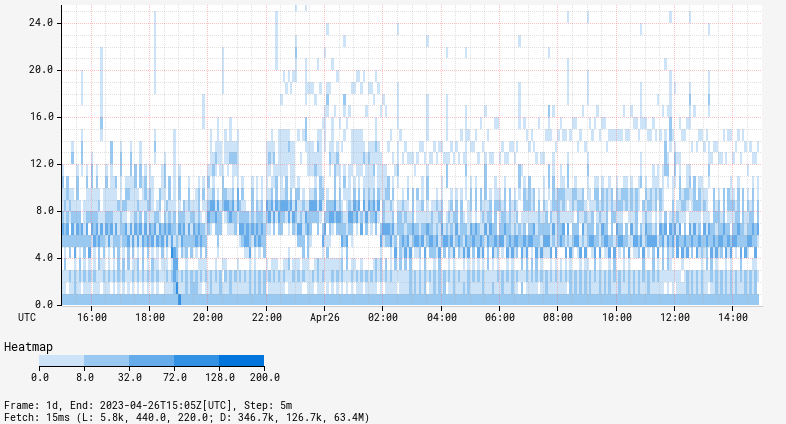 24.0
20.0
16.0
12.0
8.0
4.0
0.0
UTC 16:00 18:00 20:00 22:00 Apr26 02:00 04:00 06:00 08:00 10:00 12:00 14:00
Heatmap
0.0 8.0 32.0 72.0 128.0 200.0
Frame: 1d, End: 2023-04-26T15:05Z[UTC], Step: 5m
Fetch: 15ms (L: 5.8k, 440.0, 220.0; D: 346.7k, 126.7k, 63.4M)